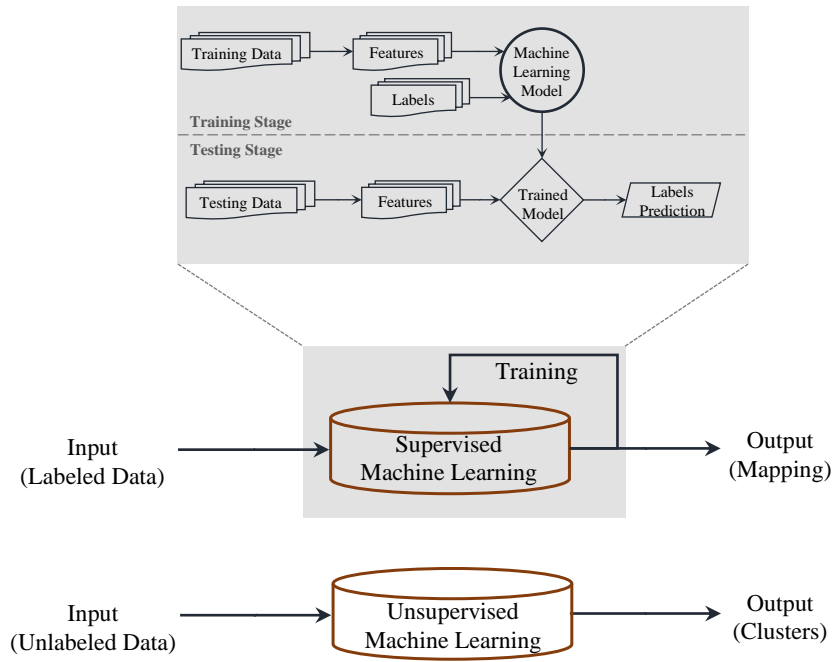 Training Data
Features
Machine
Learning
Model
Labels
Training Stage
Testing Stage
Testing Data
Features
Trained
Model
Labels
Prediction
Training
Input
(Labeled Data)
Supervised
Machine Learning
Output
(Mapping)
Input
(Unlabeled Data)
Unsupervised
Machine Learning
Output
(Clusters)